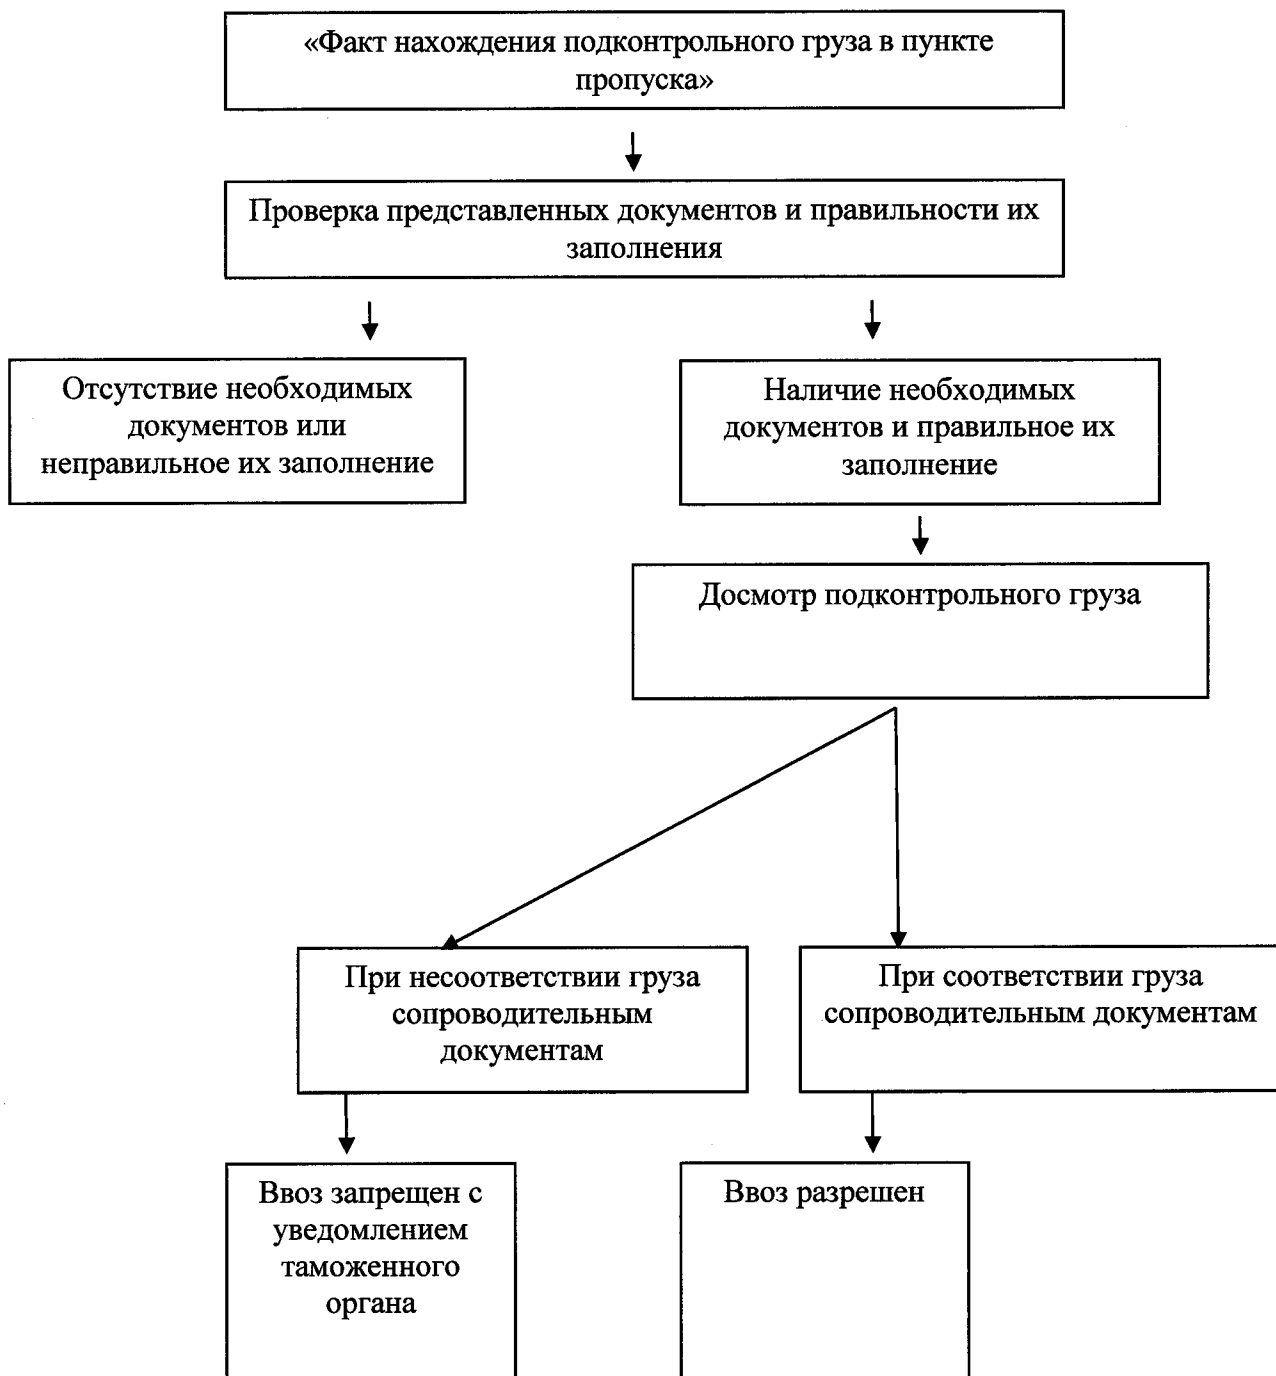 «Факт нахождения подконтрольного груза в пункте
пропуска»
Проверка представленных документов и правильности их
заполнения
Отсутствие необходимых
документов или
неправильное их заполнение
Наличие необходимых
документов и правильное их
заполнение
Досмотр подконтрольного груза
При несоответствии груза
сопроводительным
документам
При соответствии груза
сопроводительным документам
Ввоз запрещен с
уведомлением
таможенного
органа
Ввоз разрешен